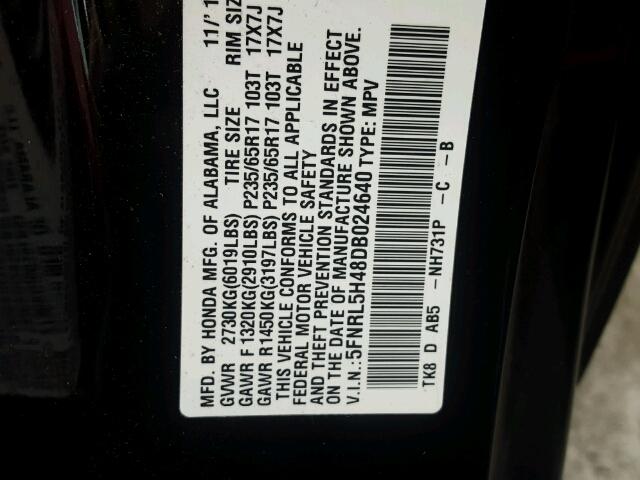 MFD. BY HONDA MFG. OF ALABAMA, LLC 11/'1
GVWR 2730KG(6019LBS) TIRE SIZE RIM SIZ
GAWR F 1320KG(2910LBS) P235/65R17 103T 17X7J
GAWR R1450KG(3197LBS) P235/65R17 103T 17X7J
THIS VEHICLE CONFORMS TO ALL APPLICABLE
FEDERAL MOTOR VEHICLE SAFETY
AND THEFT PREVENTION STANDARDS IN EFFECT
ON THE DATE OF MANUFACTURE SHOWN ABOVE.
V.I.N.:5FNRL5H48DB024640 TYPE: MPV
TK8 D AB5 -NH731P -C -B